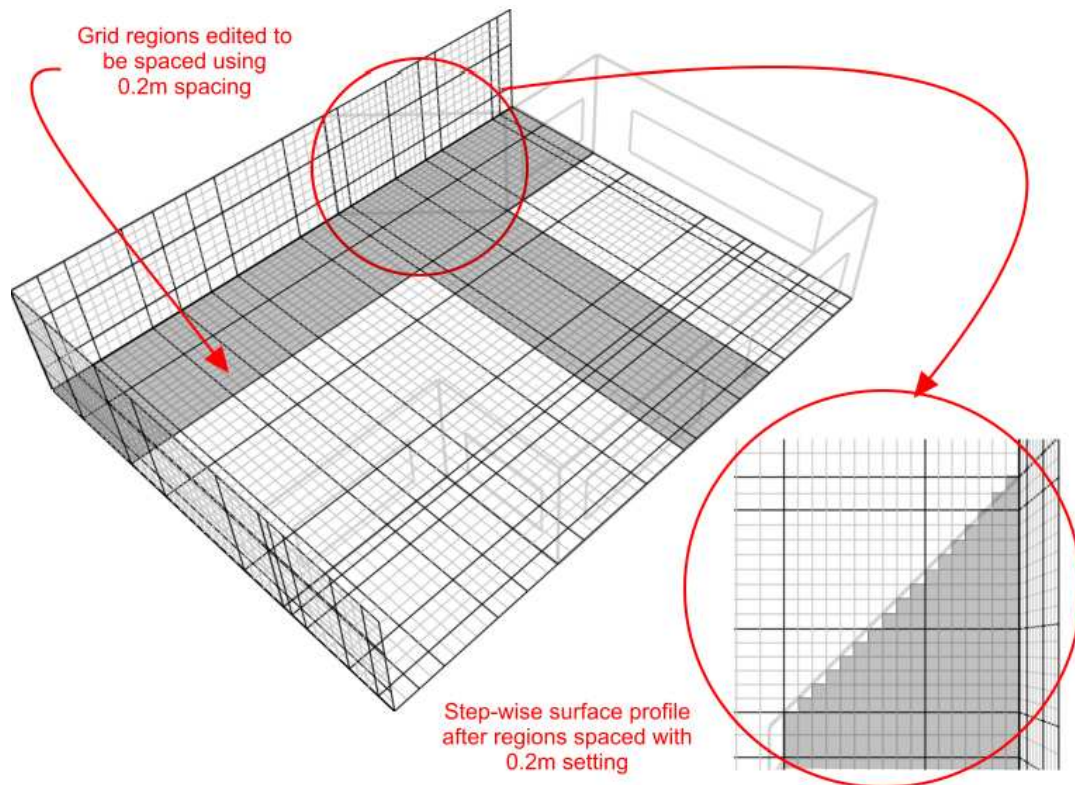 Grid regions edited to
be spaced using
0.2m spacing
Step-wise surface profile
after regions spaced with
0.2m setting